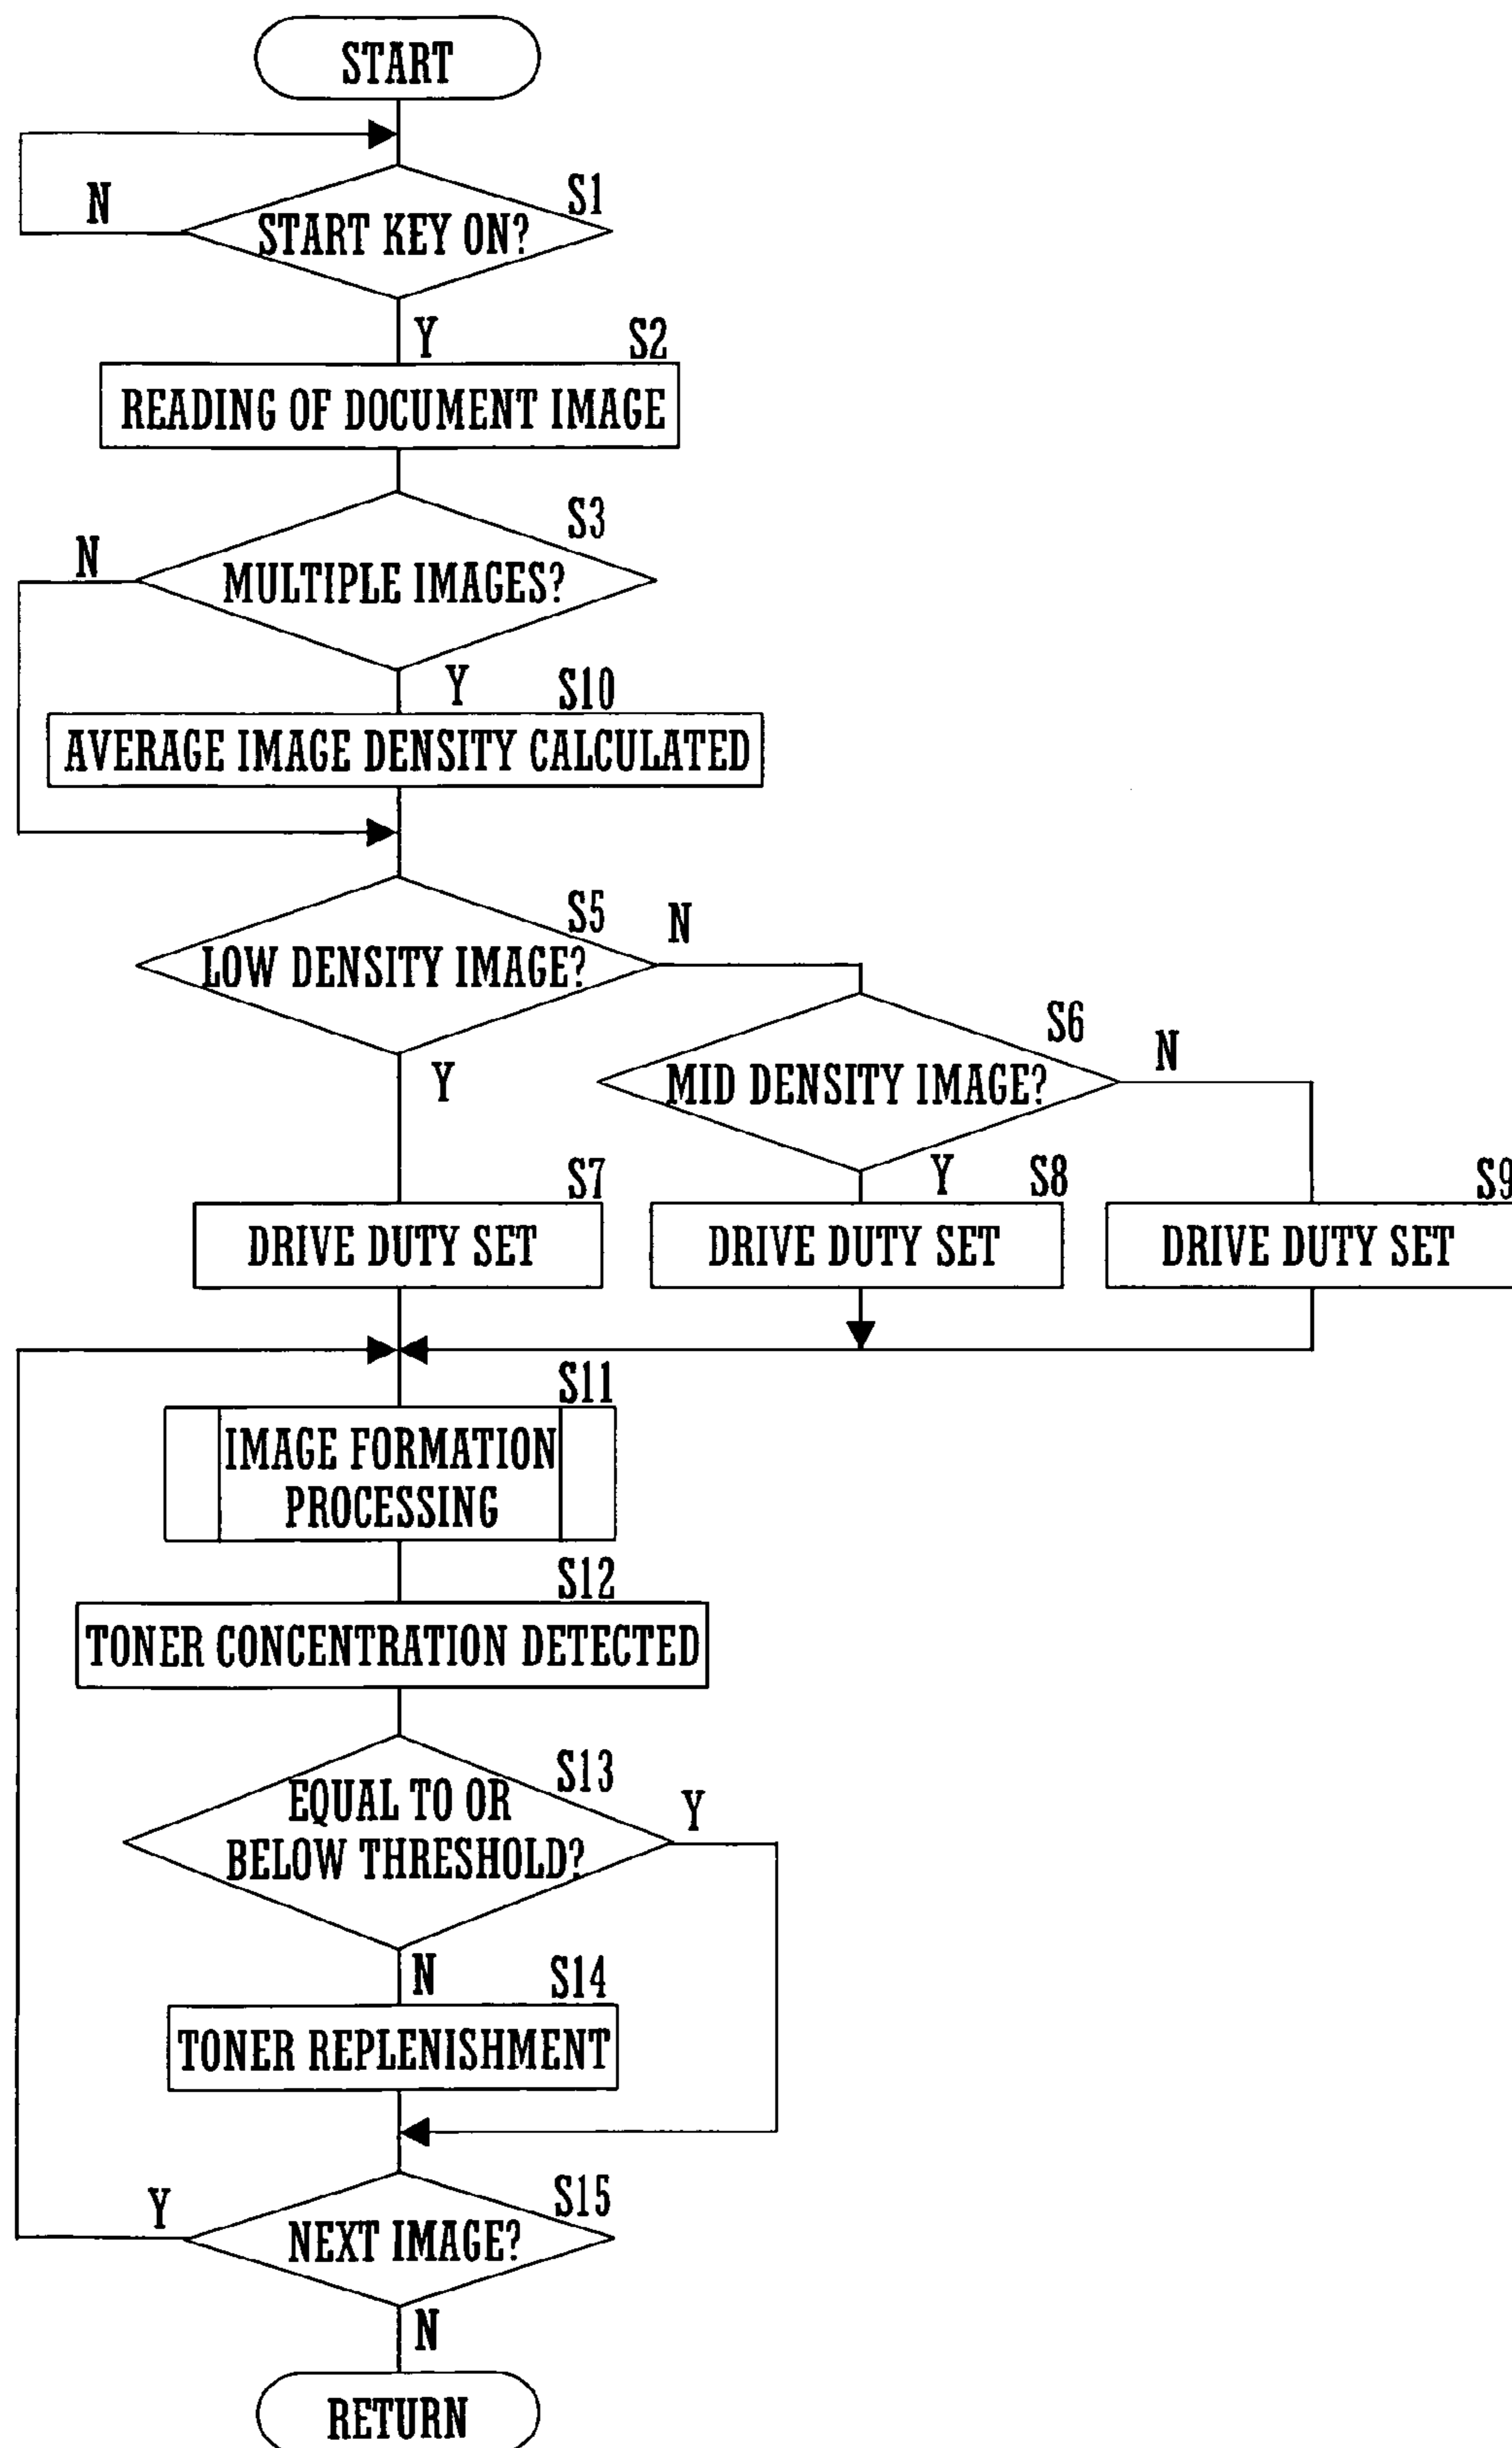 START
N
S1
START KEY ON?
Y
S2
READING OF DOCUMENT IMAGE
S3
N
MULTIPLE IMAGES?
Y
S10
AVERAGE IMAGE DENSITY CALCULATED
S5
N
LOW DENSITY IMAGE?
S6
N
MID DENSITY IMAGE?
Y
S7
Y
S8
S9
DRIVE DUTY SET
DRIVE DUTY SET
DRIVE DUTY SET
S11
IMAGE FORMATION
PROCESSING
S12
TONER CONCENTRATION DETECTED
S13
EQUAL TO OR
BELOW THRESHOLD?
Y
N
S14
TONER REPLENISHMENT
S15
Y
NEXT IMAGE?
N
RETURN